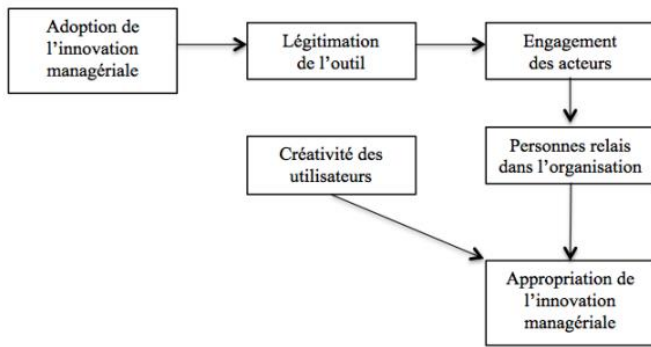 Adoption de
l’innovation
managériale
Légitimation
de l’outil
Engagement
des acteurs
Créativité des
utilisateurs
Personnes relais
dans l’organisation
Appropriation de
l’innovation
managériale